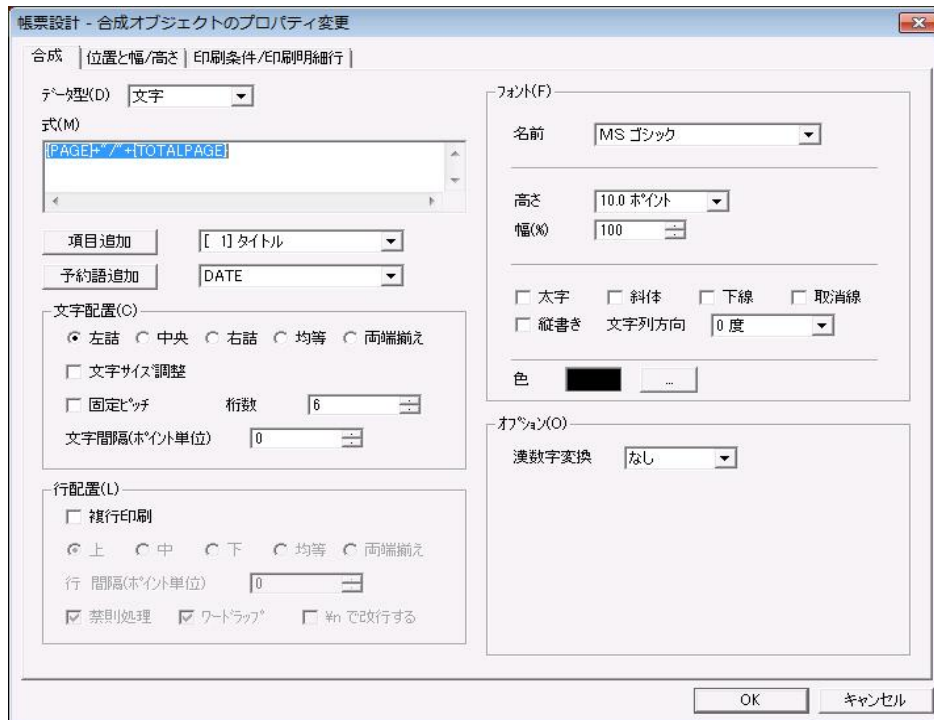 帳票設計 - 合成オブジェクトのプロパティ変更
合成 位置と幅/高さ 印刷条件/印刷明細行
ﾃﾞｰﾀ型(D) 文字
式(M)
{PAGE}+"/"+{TOTALPAGE}
項目追加 [ 1] タイトル
予約語追加 DATE
文字配置(C)
左詰 中央 右詰 均等 両端揃え
文字ｻｲｽﾞ調整
固定ﾋﾟｯﾁ 桁数 6
文字間隔(ﾎﾟｲﾝﾄ単位) 0
行配置(L)
複行印刷
上 中 下 均等 両端揃え
行 間隔(ﾎﾟｲﾝﾄ単位) 0
禁則処理 ﾜｰﾄﾞﾗｯﾌﾟ ¥n で改行する
ﾌｫﾝﾄ(F)
名前 MS ゴシック
高さ 10.0 ﾎﾟｲﾝﾄ
幅(%) 100
太字 斜体 下線 取消線
縦書き 文字列方向 0 度
色 ...
ｵﾌﾟｼｮﾝ(O)
漢数字変換 なし
OK キャンセル